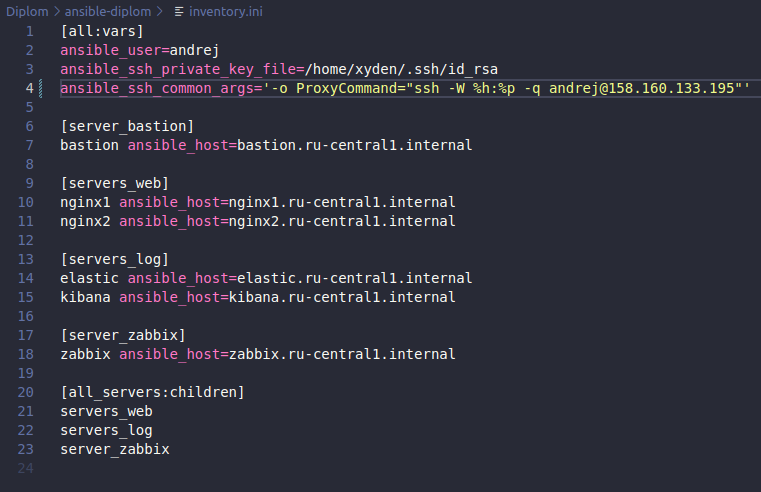 Diplom > ansible-diplom > inventory.ini
1 [all:vars]
2 ansible_user=andrej
3 ansible_ssh_private_key_file=/home/xyden/.ssh/id_rsa
4 ansible_ssh_common_args='-o ProxyCommand="ssh -W %h:%p -q andrej@158.160.133.195"'
5
6 [server_bastion]
7 bastion ansible_host=bastion.ru-central1.internal
8
9 [servers_web]
10 nginx1 ansible_host=nginx1.ru-central1.internal
11 nginx2 ansible_host=nginx2.ru-central1.internal
12
13 [servers_log]
14 elastic ansible_host=elastic.ru-central1.internal
15 kibana ansible_host=kibana.ru-central1.internal
16
17 [server_zabbix]
18 zabbix ansible_host=zabbix.ru-central1.internal
19
20 [all_servers:children]
21 servers_web
22 servers_log
23 server_zabbix
24